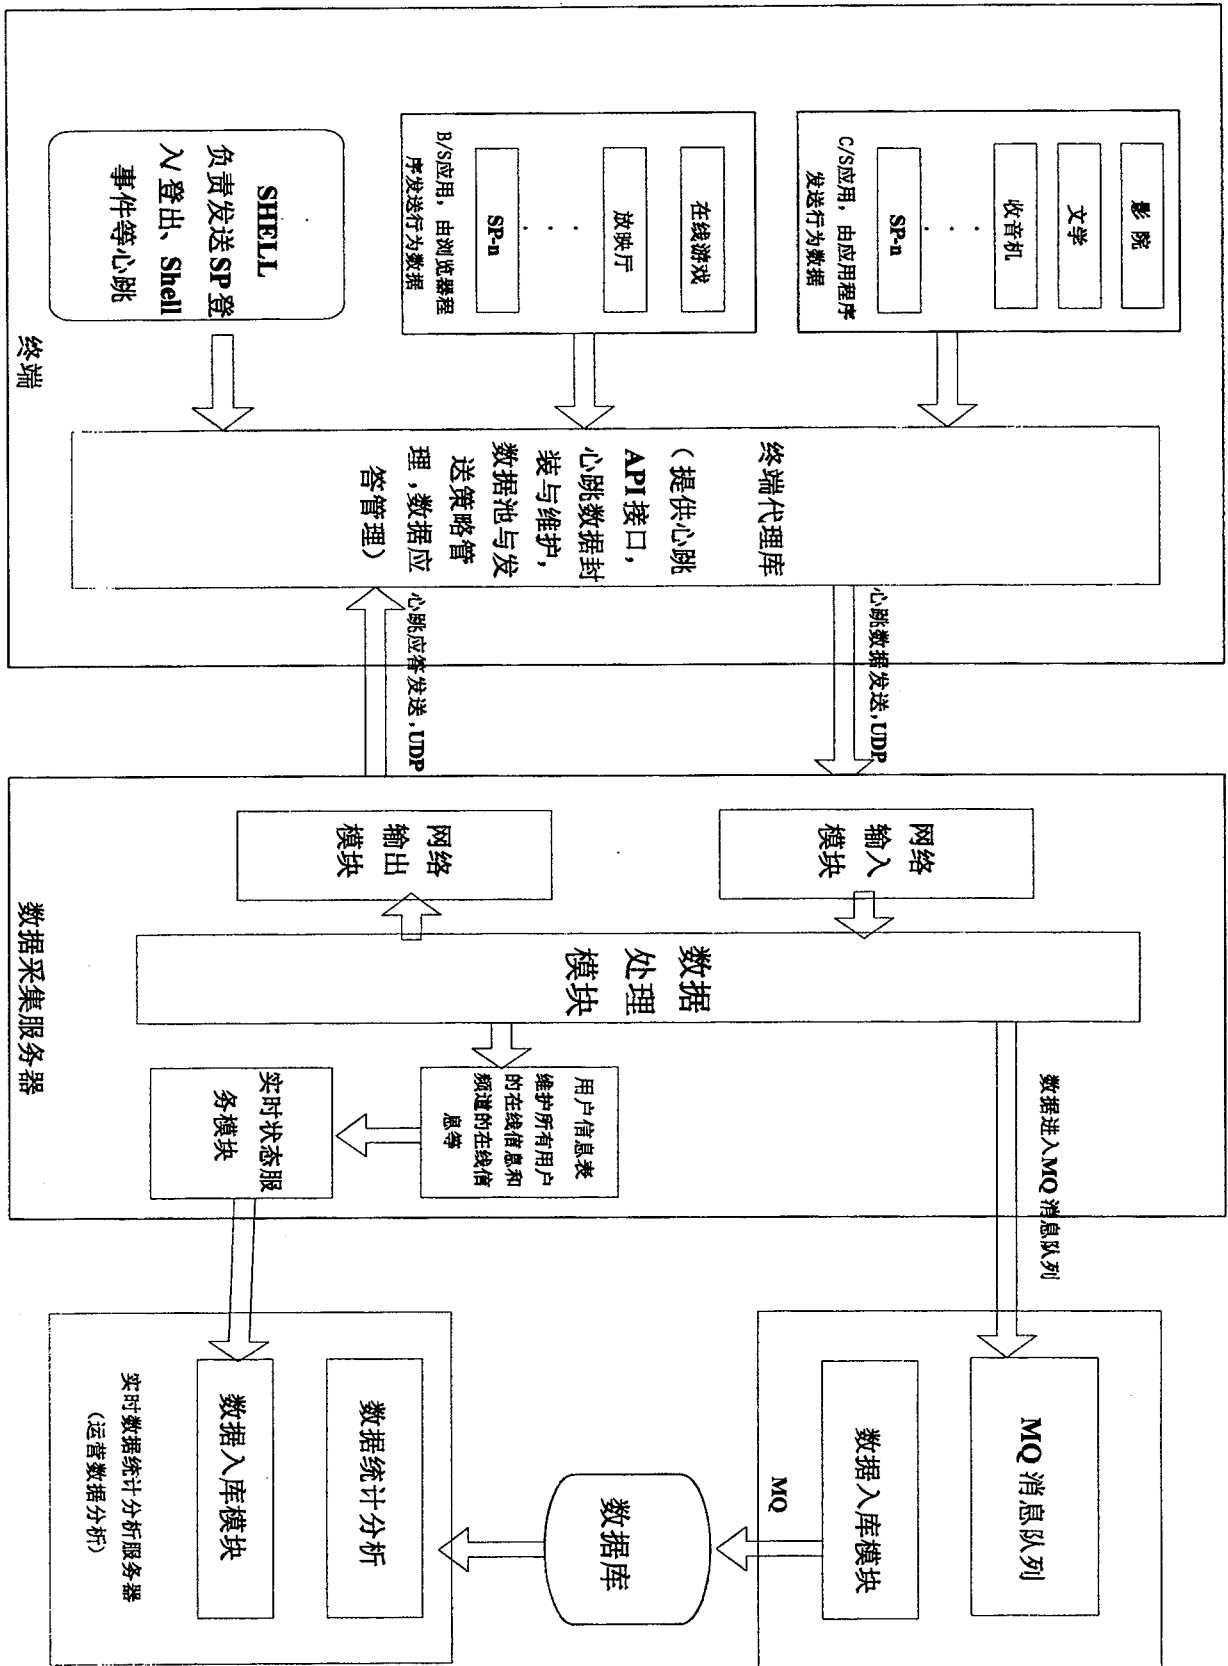 影 院
文学
收音机
. . .
SP-n
C/S应用，由应用程序
发送行为数据
在线游戏
放映厅
. . .
SP-n
B/S应用，由浏览器程
序发送行为数据
SHELL
负责发送SP登
入/登出、Shell
事件等心跳
终端
终端代理库
（提供心跳
API接口，
心跳数据封
装与维护，
数据池与发
送策略管
理，数据应
答管理）
心跳数据发送，UDP
心跳应答发送，UDP
网络
输入
模块
网络
输出
模块
数据
处理
模块
用户信息表
维护所有用户
的在线信息和
频道的在线信
息等
实时状态服
务模块
数据采集服务器
数据进入MQ消息队列
MQ 消息队列
数据入库模块
MQ
数据库
数据统计分析
数据入库模块
实时数据统计分析服务器
（运营数据分析）